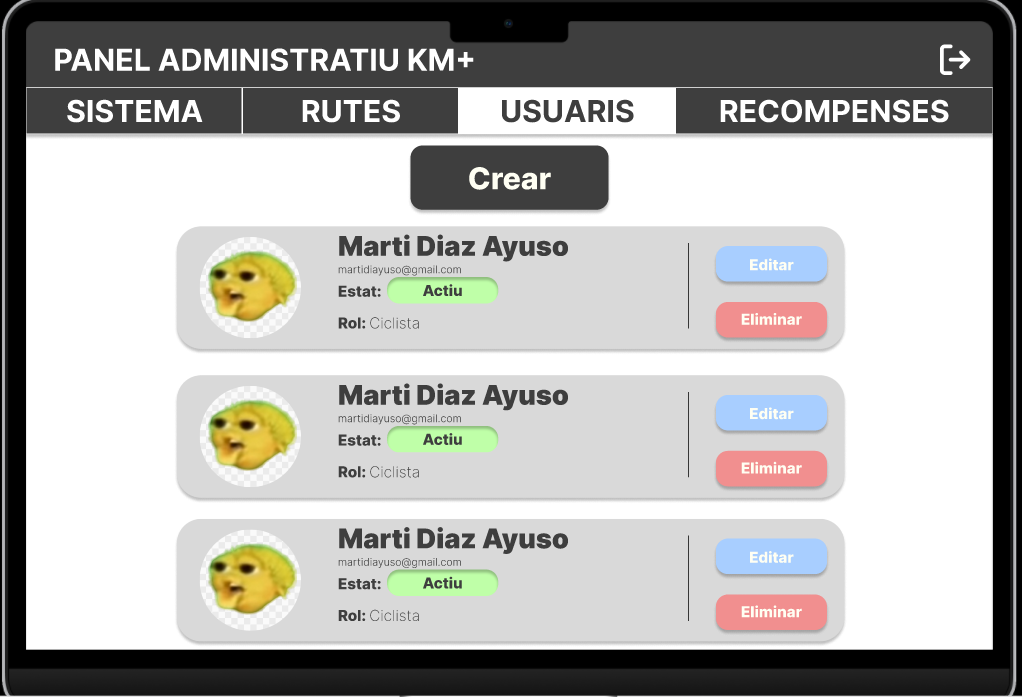 PANEL ADMINISTRATIU KM+
SISTEMA RUTES USUARIS RECOMPENSES
Crear
Marti Diaz Ayuso
martidiayuso@gmail.com
Editar
Estat: Actiu
Eliminar
Rol: Ciclista
Marti Diaz Ayuso
martidiayuso@gmail.com
Editar
Estat: Actiu
Eliminar
Rol: Ciclista
Marti Diaz Ayuso
martidiayuso@gmail.com
Editar
Estat: Actiu
Eliminar
Rol: Ciclista